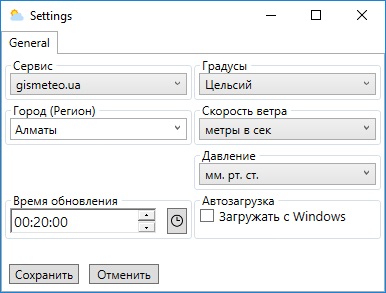 Settings
General
Сервис
gismeteo.ua
Градусы
Цельсий
Город (Регион)
Алматы
Скорость ветра
метры в сек
Давление
мм. рт. ст.
Время обновления
00:20:00
Автозагрузка
Загружать с Windows
Сохранить
Отменить